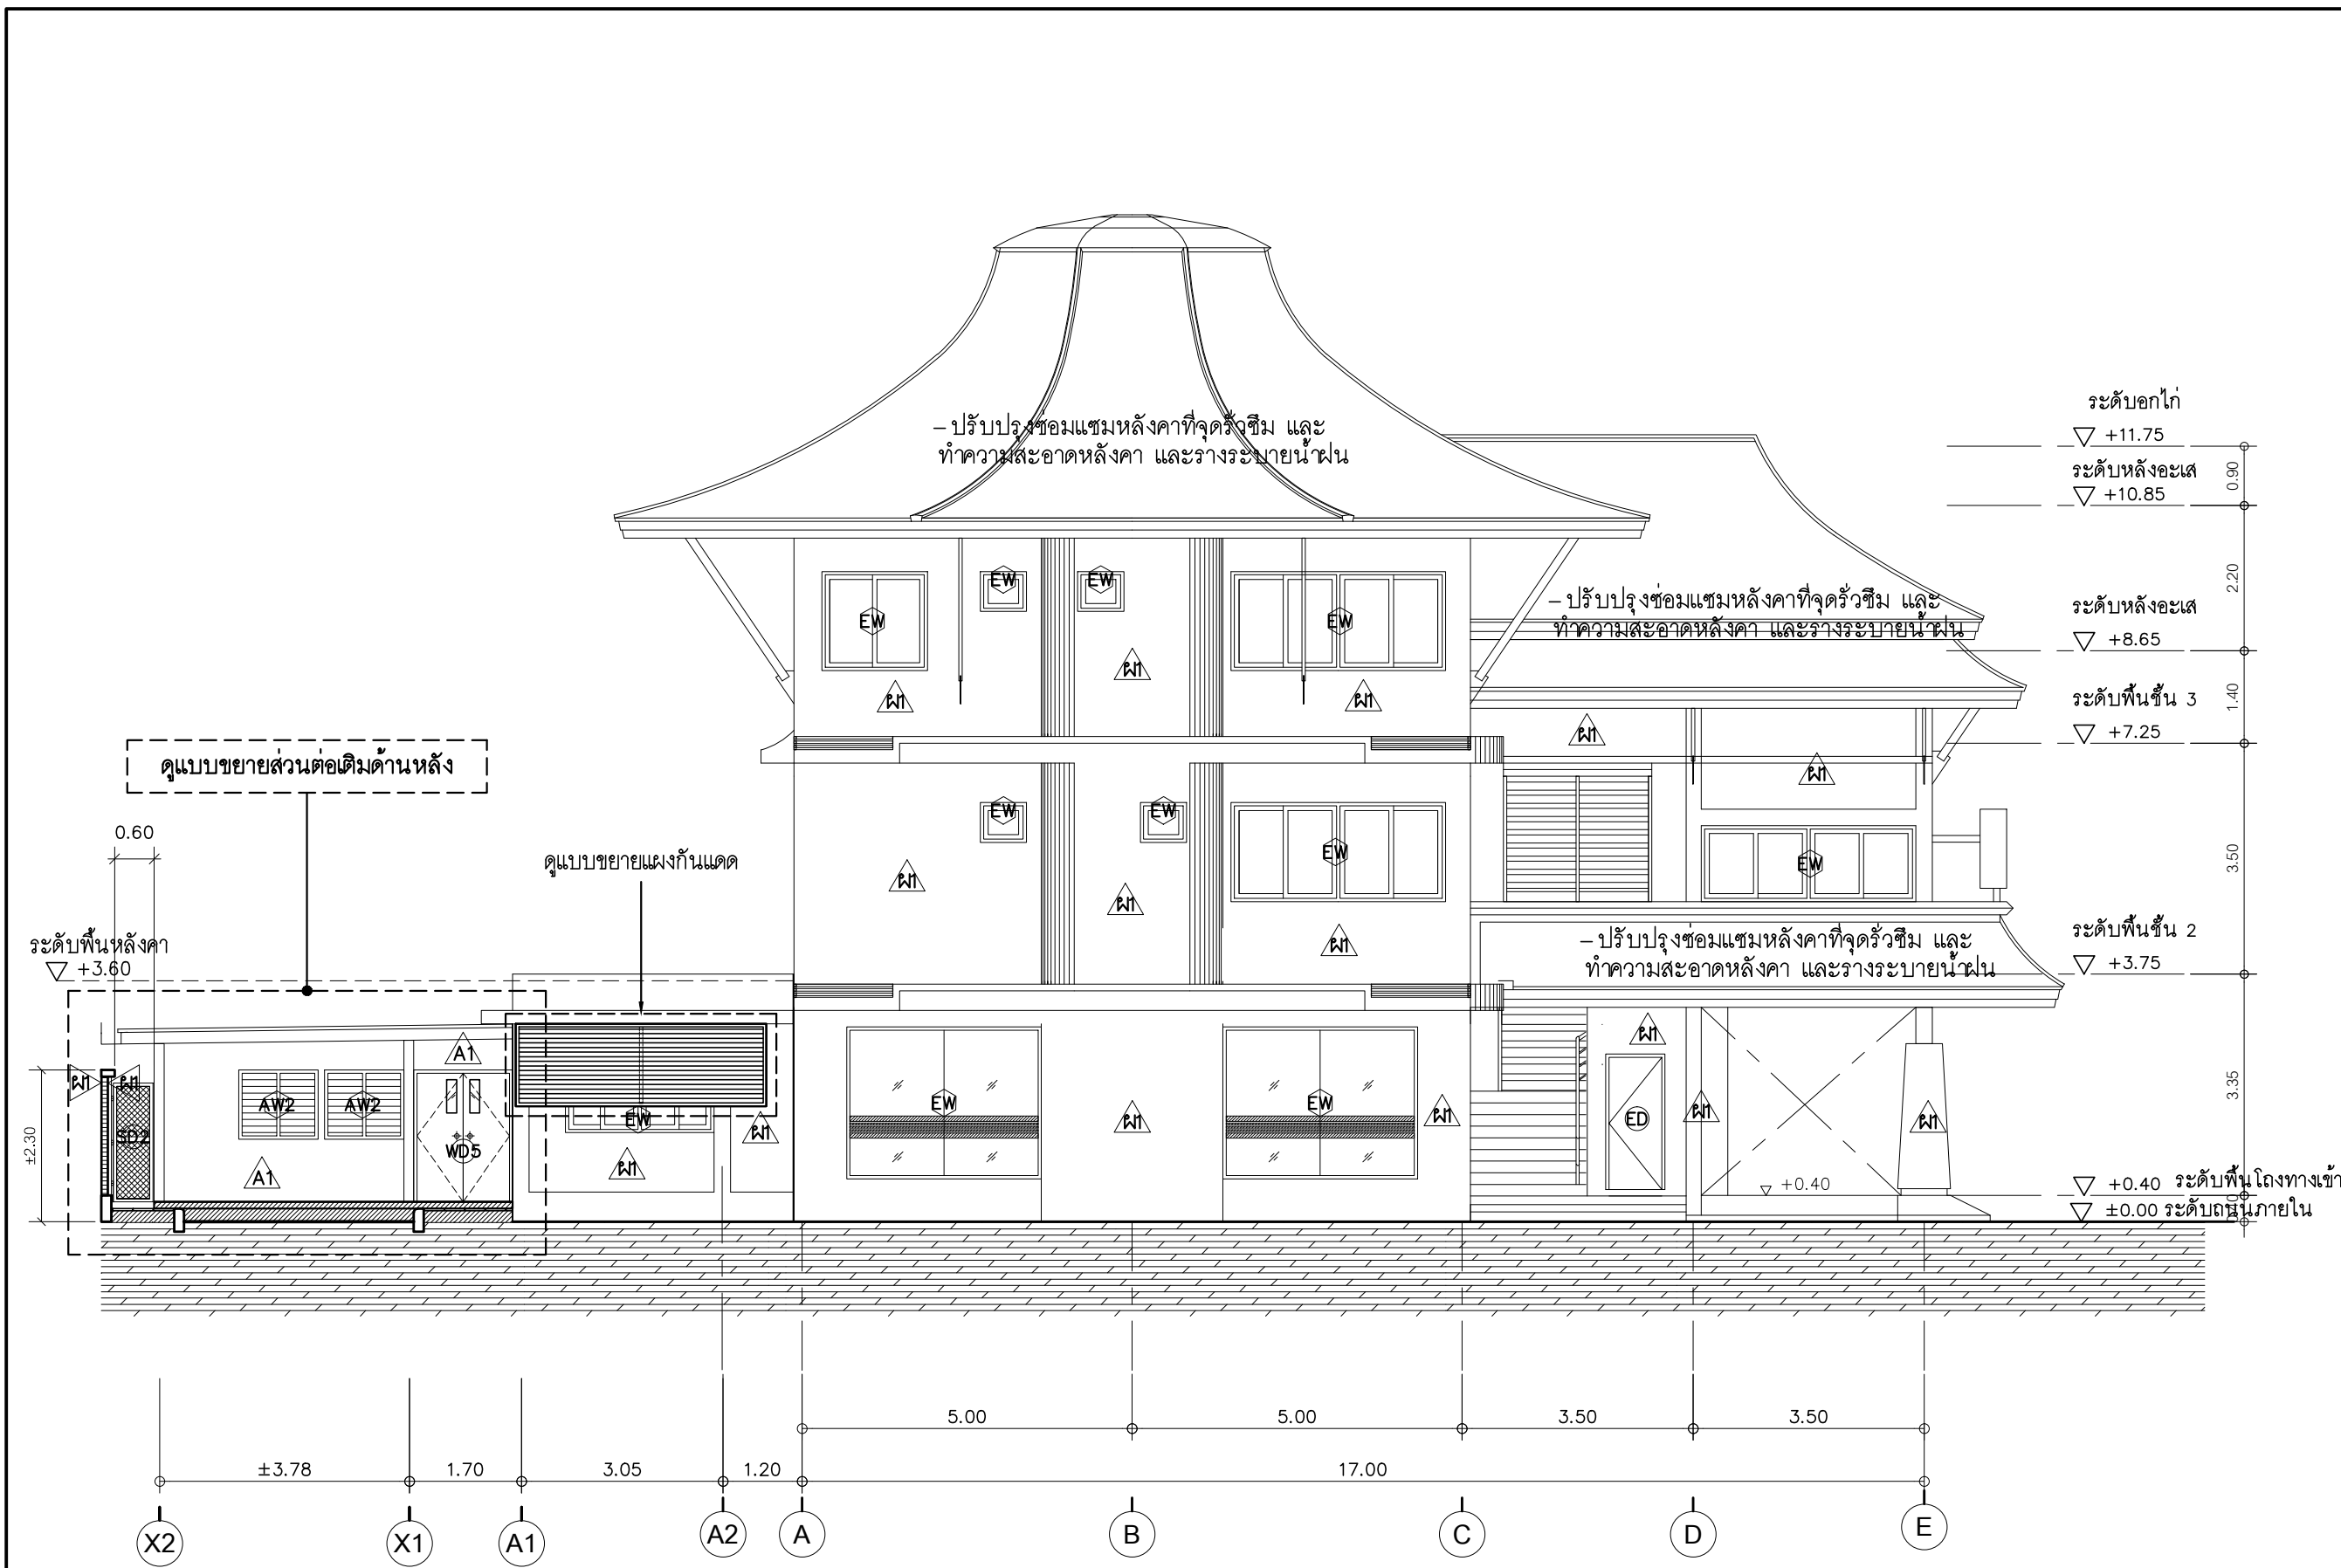 –ปรับปรุงซ่อมแซมหลังคาที่จุดรั่วซึม และ
ทำความสะอาดหลังคา และรางระบายน้ำฝน
ระดับอกไก่
+11.75
0.90
ระดับหลังอะเส
+10.85
2.20
–ปรับปรุงซ่อมแซมหลังคาที่จุดรั่วซึม และ
ทำความสะอาดหลังคา และรางระบายน้ำฝน
ระดับหลังอะเส
+8.65
1.40
ระดับพื้นชั้น 3
+7.25
EW
EW
EW
EW
ผ1
ผ1
ผ1
ผ1
ผ1
ดูแบบขยายส่วนต่อเติมด้านหลัง
0.60
ดูแบบขยายแผงกันแดด
EW
EW
EW
EW
ผ1
ผ1
ผ1
3.50
ระดับพื้นชั้น 2
+3.75
ระดับพื้นหลังคา
+3.60
–ปรับปรุงซ่อมแซมหลังคาที่จุดรั่วซึม และ
ทำความสะอาดหลังคา และรางระบายน้ำฝน
ผ1
ผ1
A1
AW2
AW2
SD2
WD5
A1
±2.30
EW
ผ1
ผ1
EW
ผ1
EW
ผ1
ผ1
ED
ผ1
ผ1
3.35
+0.40
+0.40 ระดับพื้นโถงทางเข้า
±0.00 ระดับถนนภายใน
5.00
5.00
3.50
3.50
±3.78
1.70
3.05
1.20
17.00
X2
X1
A1
A2
A
B
C
D
E